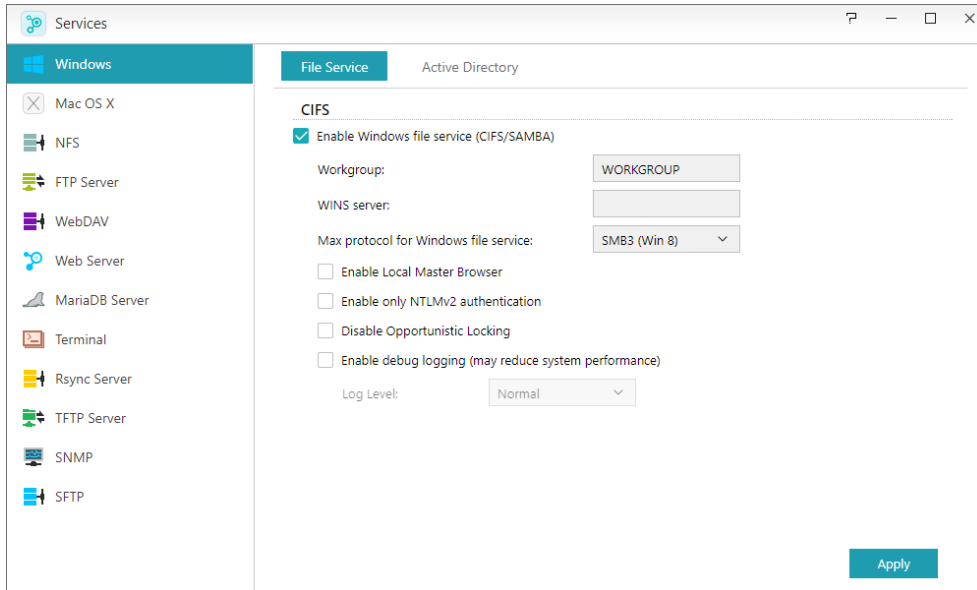 Services
Windows
Mac OS X
NFS
FTP Server
WebDAV
Web Server
MariaDB Server
Terminal
Rsync Server
TFTP Server
SNMP
SFTP
File Service Active Directory
CIFS
Enable Windows file service (CIFS/SAMBA)
Workgroup: WORKGROUP
WINS server:
Max protocol for Windows file service: SMB3 (Win 8)
Enable Local Master Browser
Enable only NTLMv2 authentication
Disable Opportunistic Locking
Enable debug logging (may reduce system performance)
Log Level: Normal
Apply